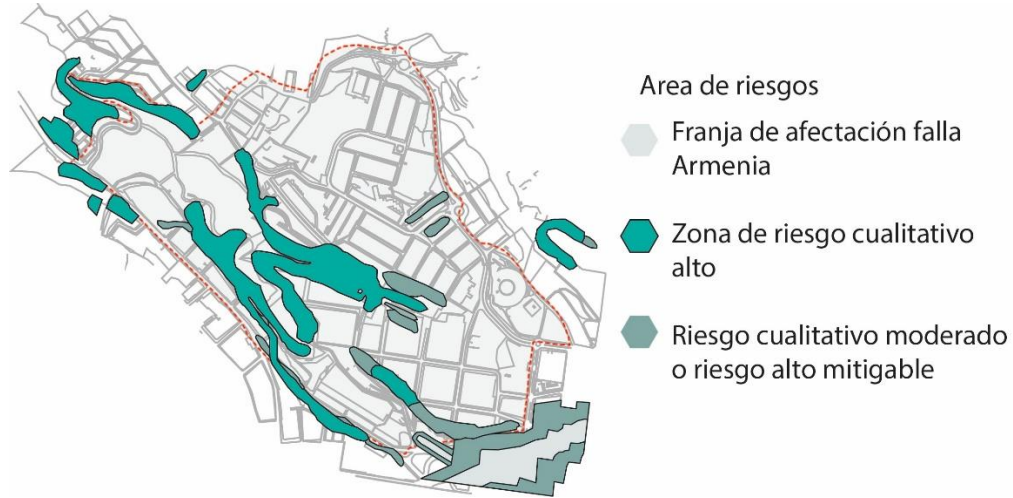 Area de riesgos
Franja de afectación falla
Armenia
Zona de riesgo cualitativo
alto
Riesgo cualitativo moderado
o riesgo alto mitigable